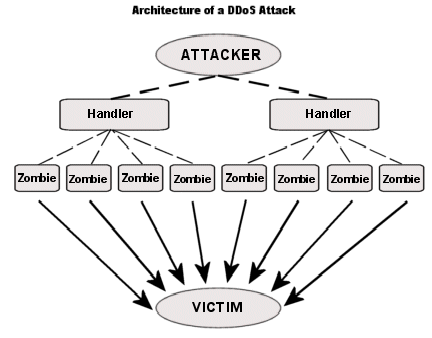 Architecture of a DDoS Attack
ATTACKER
Handler Handler
Zombie Zombie Zombie Zombie Zombie Zombie Zombie Zombie
VICTIM